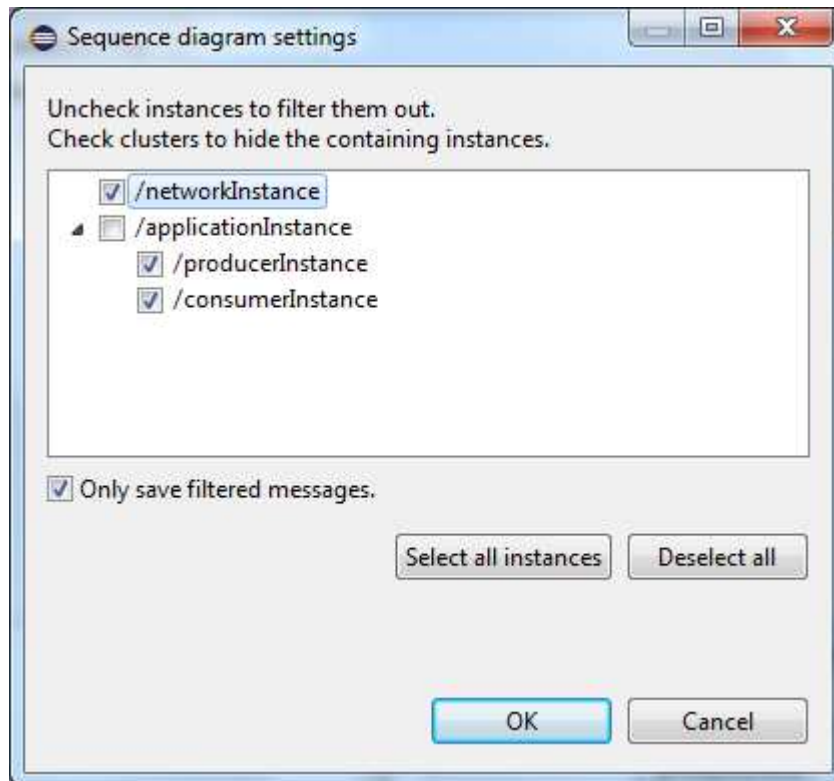 Sequence diagram settings
Uncheck instances to filter them out.
Check clusters to hide the containing instances.
/networkInstance
/applicationInstance
/producerInstance
/consumerInstance
Only save filtered messages.
Select all instances Deselect all
OK Cancel